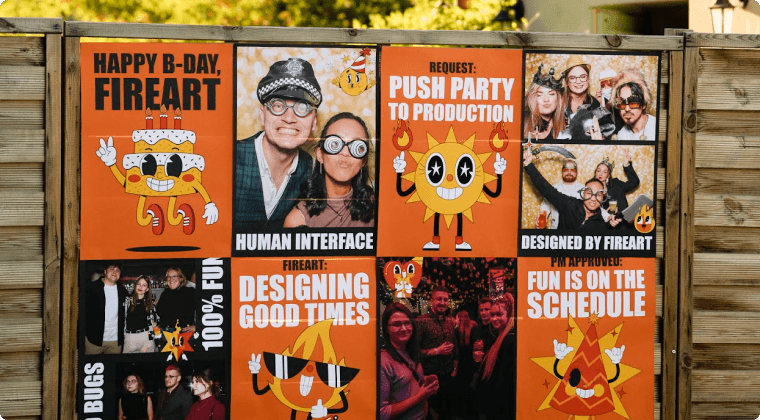 HAPPY B-DAY,
FIREART
HUMAN INTERFACE
REQUEST:
PUSH PARTY
TO PRODUCTION
DESIGNED BY FIREART
100% FUN
BUGS
FIREART:
DESIGNING
GOOD TIMES
PM APPROVED:
FUN IS ON THE
SCHEDULE